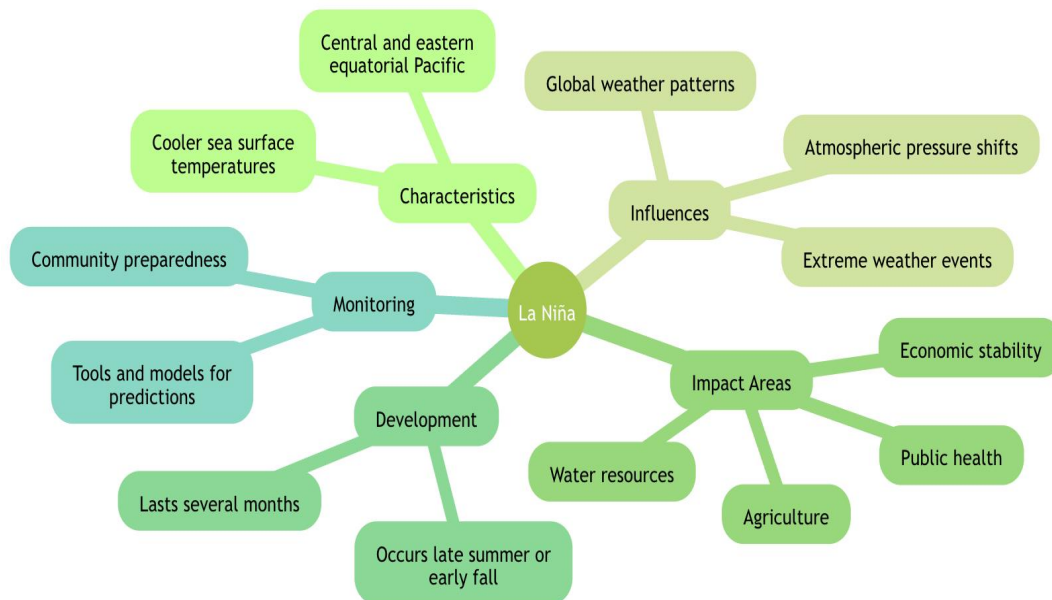 Central and eastern
equatorial Pacific
Global weather patterns
Cooler sea surface
temperatures
Atmospheric pressure shifts
Characteristics
Influences
Community preparedness
Extreme weather events
Monitoring
La Niña
Tools and models for
predictions
Economic stability
Impact Areas
Development
Public health
Water resources
Lasts several months
Agriculture
Occurs late summer or
early fall